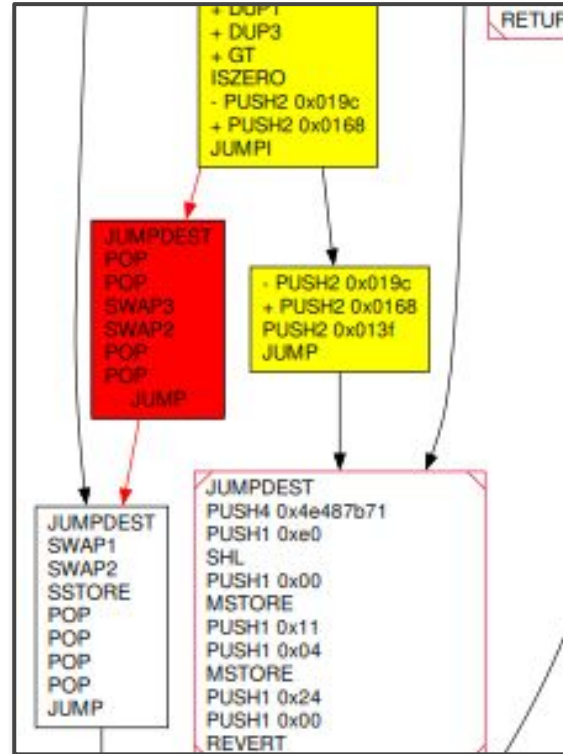 + DUP1
+ DUP3
+ GT
ISZERO
- PUSH2 0x019c
+ PUSH2 0x0168
JUMPI
RETUR
JUMPDEST
POP
POP
SWAP3
SWAP2
POP
POP
JUMP
- PUSH2 0x019c
+ PUSH2 0x0168
PUSH2 0x013f
JUMP
JUMPDEST
SWAP1
SWAP2
SSTORE
POP
POP
POP
POP
JUMP
JUMPDEST
PUSH4 0x4e487b71
PUSH1 0xe0
SHL
PUSH1 0x00
MSTORE
PUSH1 0x11
PUSH1 0x04
MSTORE
PUSH1 0x24
PUSH1 0x00
REVERT